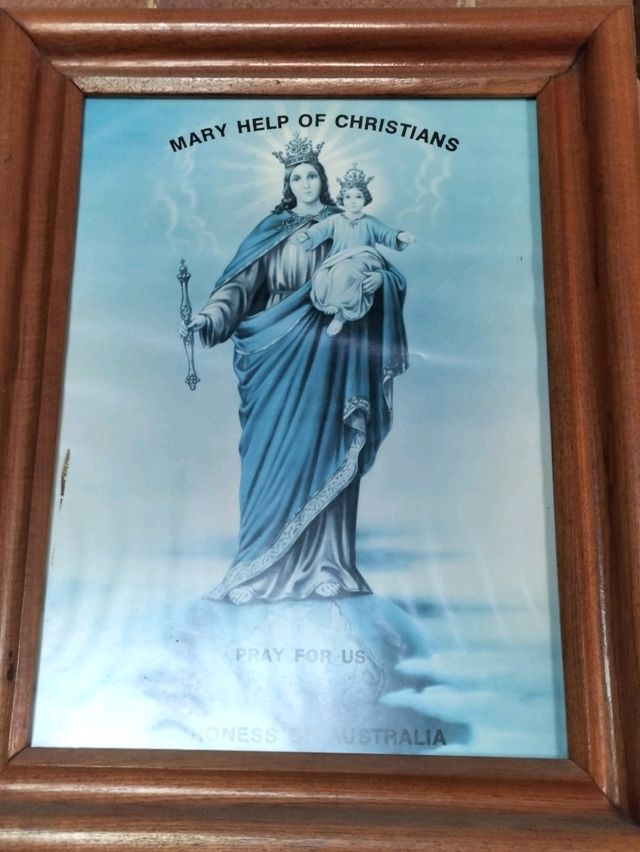 MARY HELP OF CHRISTIANS
PRAY FOR US
AUSTRALIA